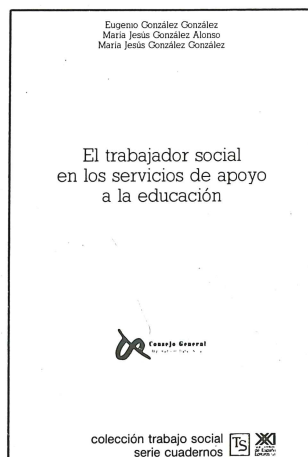 Eugenio González González
María Jesús González Alonso
María Jesús González González
El trabajador social
en los servicios de apoyo
a la educación
Consejo General
colección trabajo social
serie cuadernos
TS